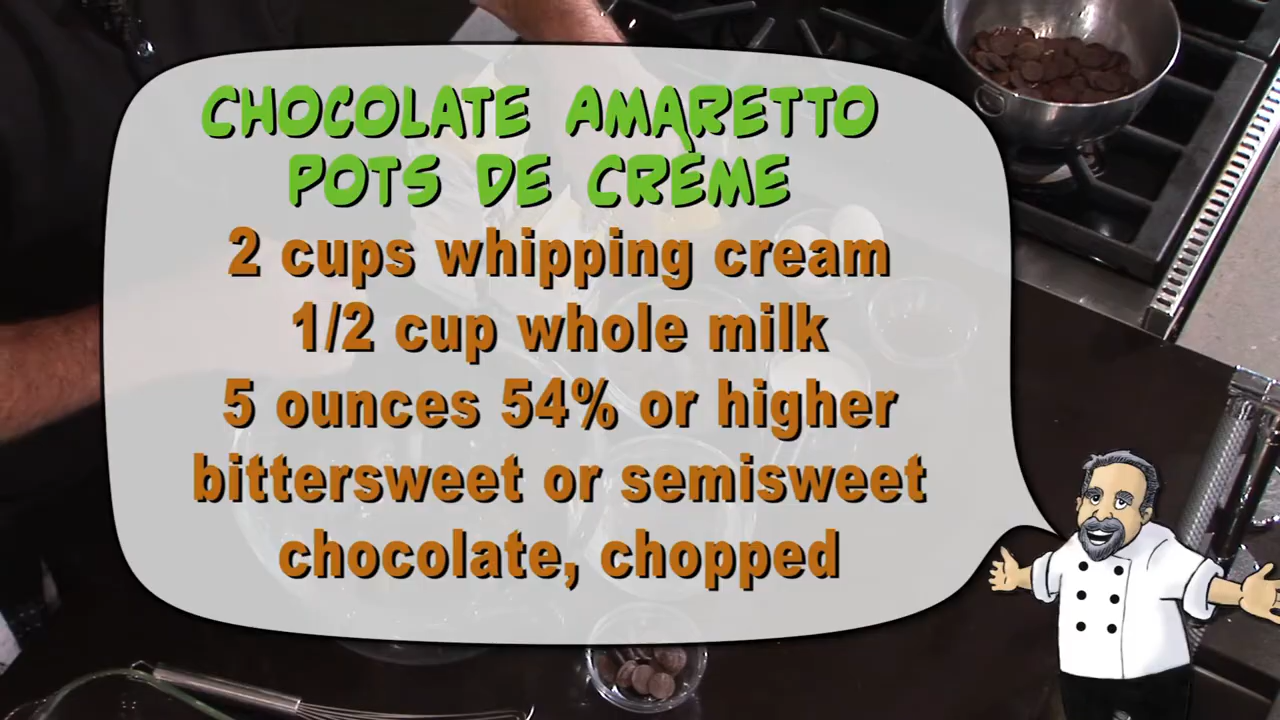 CHOCOLATE AMARETTO
POTS DE CRÈME
2 cups whipping cream
1/2 cup whole milk
5 ounces 54% or higher
bittersweet or semisweet
chocolate, chopped